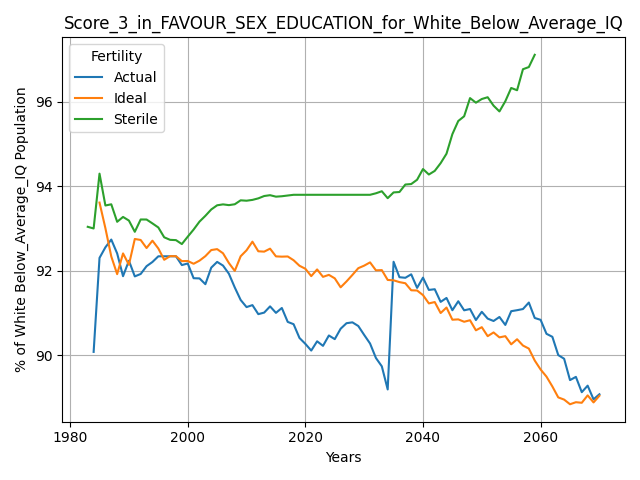 Score_3_in_FAVOUR_SEX_EDUCATION_for_White_Below_Average_IQ
Fertility
Actual
Ideal
Sterile
% of White Below_Average_IQ Population
96
94
92
90
1980
2000
2020
2040
2060
Years